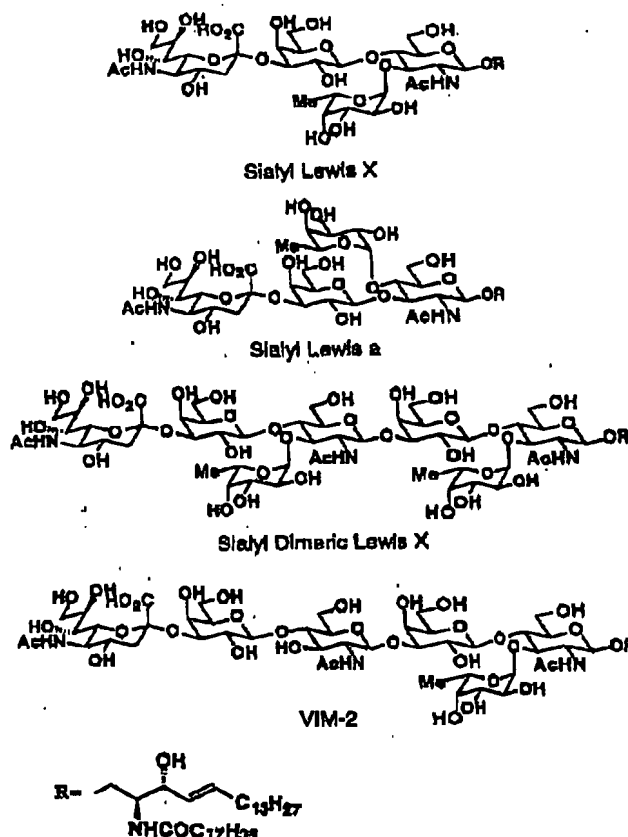 HO OH HO₂C OH OH OH
HO O O O O O O OR
AcHN OH OH AcHN
Me O OH
HO OH
Sialyl Lewis X
HO OH OH
Me O OH
HO OH HO₂C OH OH O
HO O O O O O OR
AcHN OH OH AcHN
Sialyl Lewis a
HO OH HO₂C OH OH OH OH OH OH
HO O O O O O O O O O O OR
AcHN OH OH O AcHN OH O AcHN
Me O OH Me O OH
HO OH HO OH
Sialyl Dimeric Lewis X
HO OH HO₂C OH OH OH OH OH OH
HO O O O O O O O O O O OR
AcHN OH OH HO AcHN OH O AcHN
Me O OH
HO OH
VIM-2
OH
R= C₁₃H₂₇